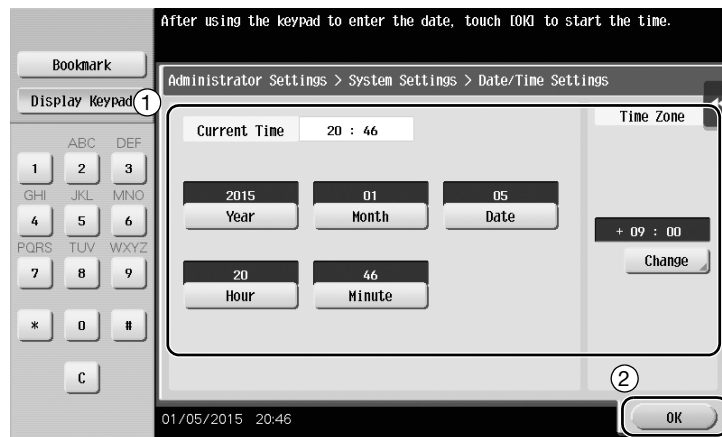 After using the keypad to enter the date, touch [OK] to start the time.
Bookmark
Display Keypad
Administrator Settings > System Settings > Date/Time Settings
1
Current Time 20 : 46
Time Zone
ABC DEF
1 2 3
GHI JKL MNO
4 5 6
PQRS TUV WXYZ
7 8 9
* 0 #
C
2015 01 05
Year Month Date
20 46
Hour Minute
+ 09 : 00
Change
2
01/05/2015 20:46
OK